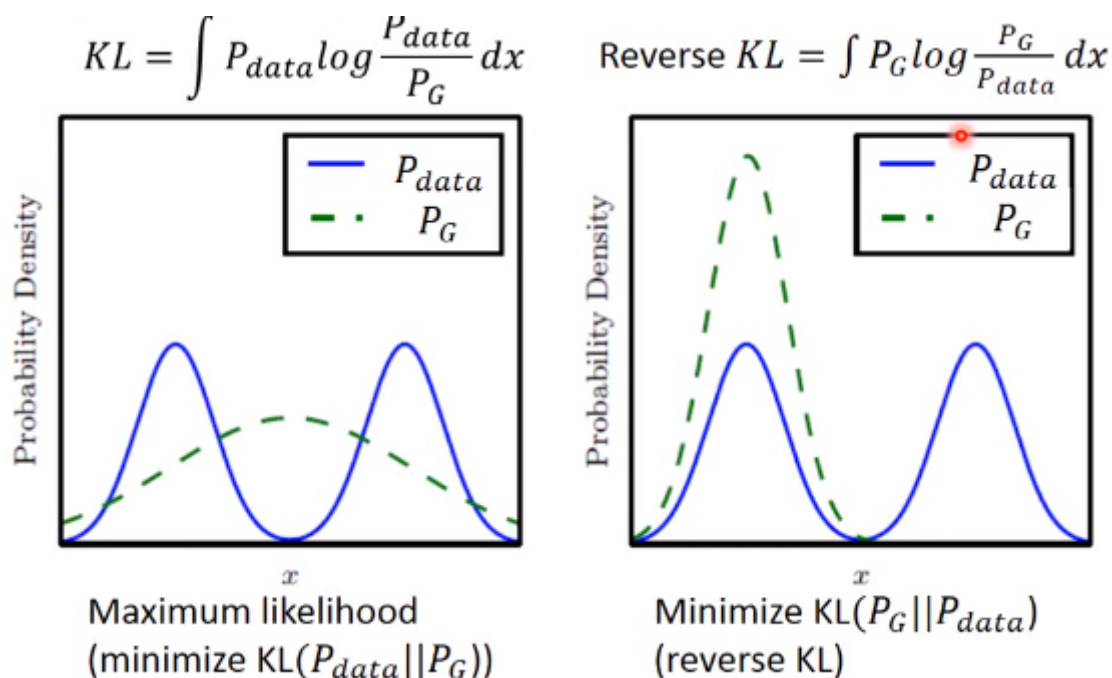 KL = ∫ P_data log P_data/P_G dx
P_data
P_G
Probability Density
x
Maximum likelihood
(minimize KL(P_data||P_G))
Reverse KL = ∫ P_G log P_G/P_data dx
P_data
P_G
Probability Density
x
Minimize KL(P_G||P_data)
(reverse KL)